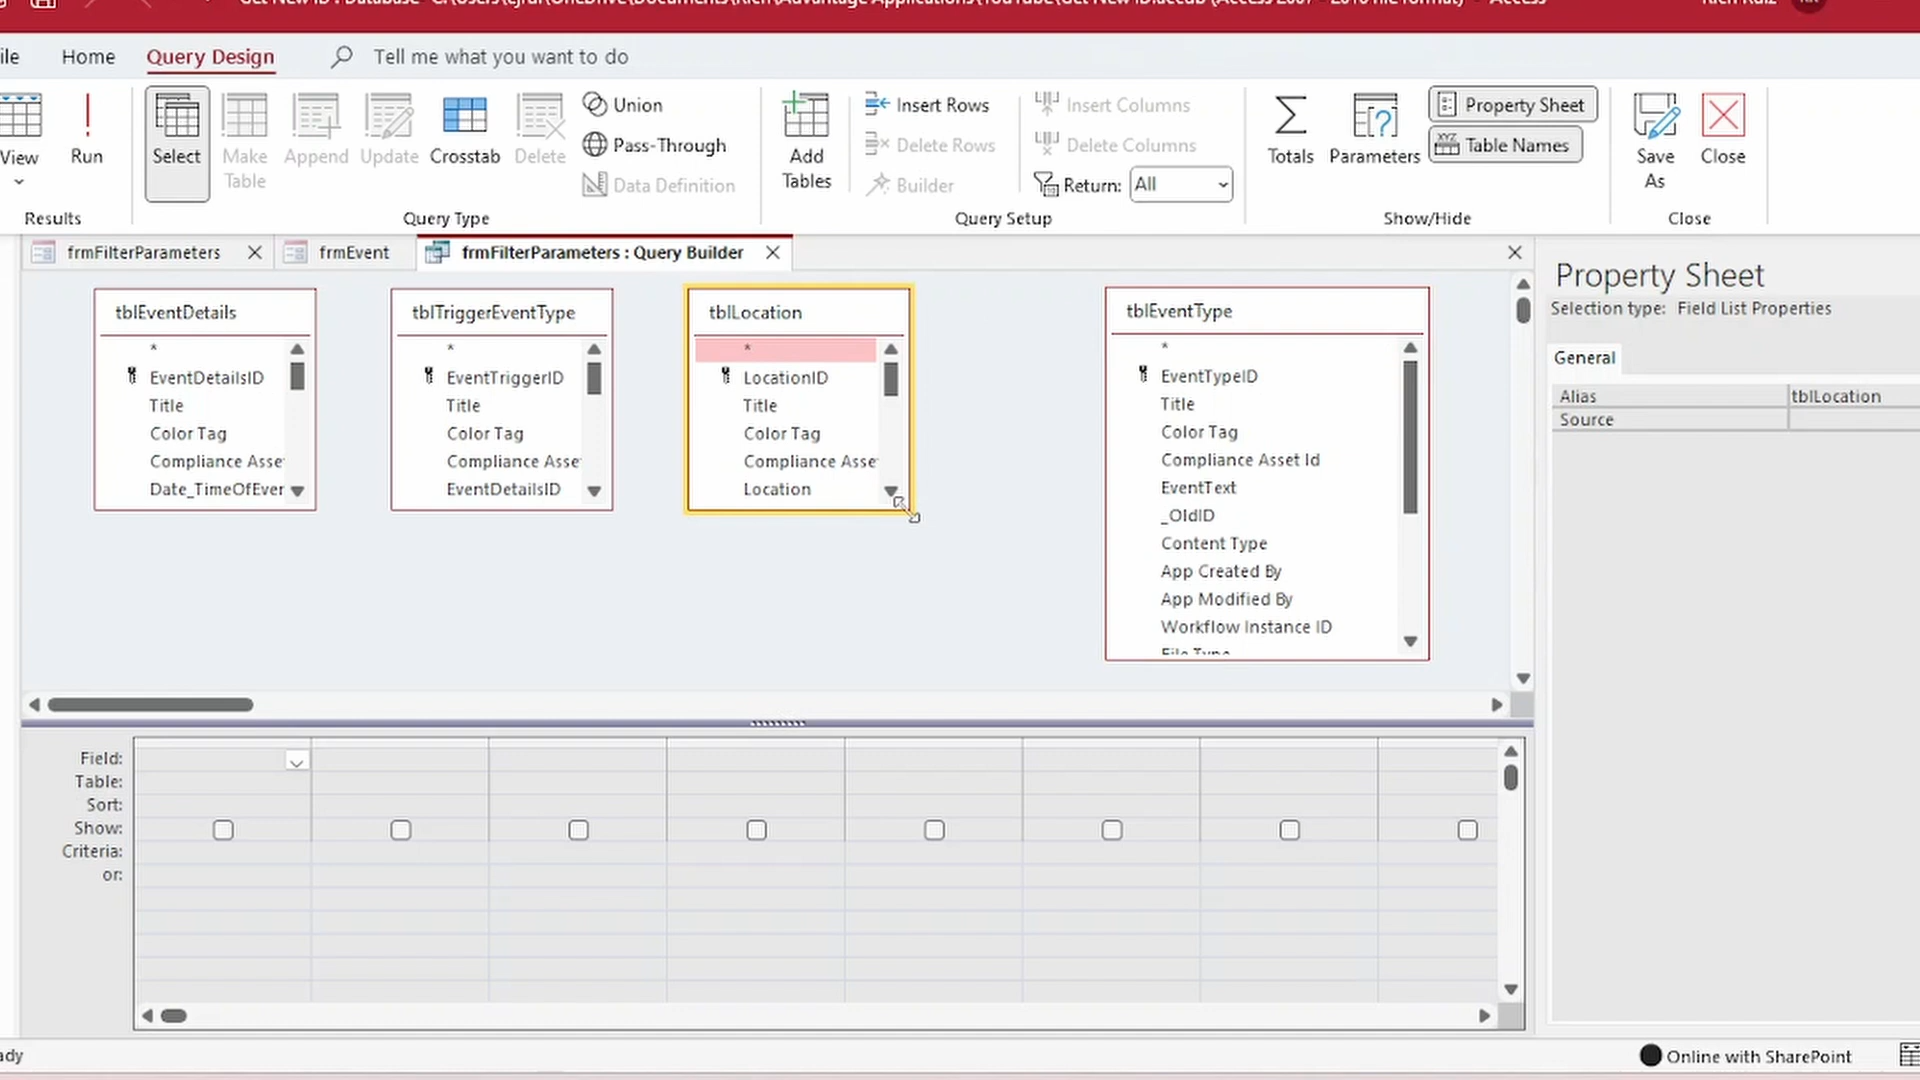 ile
Home
Query Design
Tell me what you want to do
View
Run
Select
Make
Table
Append
Update
Crosstab
Delete
Union
Pass-Through
Data Definition
Add
Tables
Insert Rows
Delete Rows
Builder
Insert Columns
Delete Columns
Return: All
Totals
Parameters
Property Sheet
XYZ Table Names
Save
As
Close
Results
Query Type
Query Setup
Show/Hide
Close
frmFilterParameters
frmEvent
frmFilterParameters : Query Builder
tblEventDetails
*
EventDetailsID
Title
Color Tag
Compliance Asse
Date_TimeOfEver
tblTriggerEventType
*
EventTriggerID
Title
Color Tag
Compliance Asse
EventDetailsID
tblLocation
*
LocationID
Title
Color Tag
Compliance Asse
Location
tblEventType
*
EventTypeID
Title
Color Tag
Compliance Asset Id
EventText
_OldID
Content Type
App Created By
App Modified By
Workflow Instance ID
File Type
Property Sheet
Selection type: Field List Properties
General
Alias tblLocation
Source
Field:
Table:
Sort:
Show:
Criteria:
or:
ady
Online with SharePoint